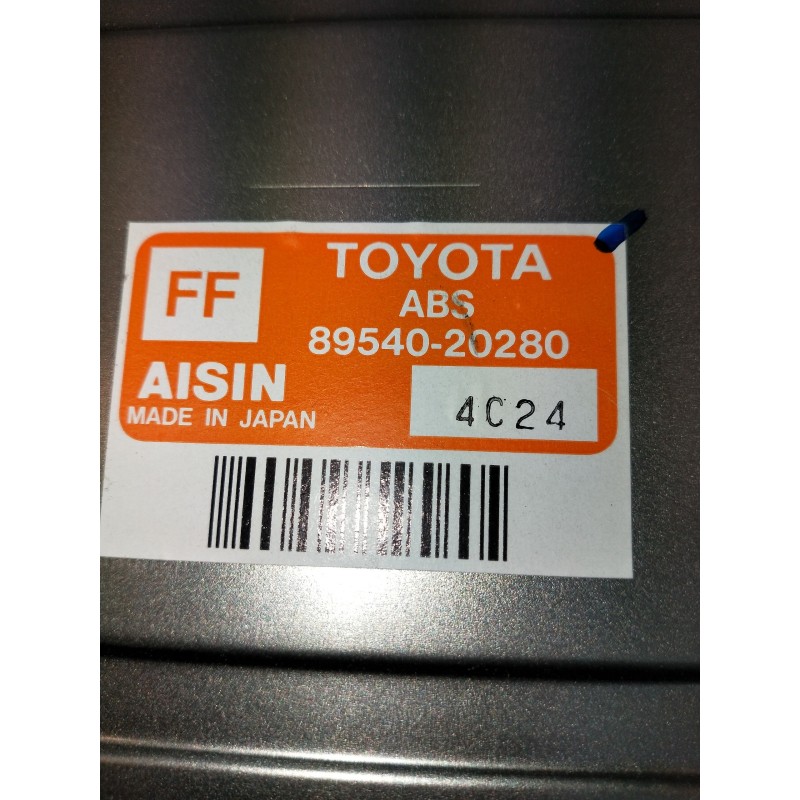 FF
TOYOTA
ABS
89540-20280
AISIN
MADE IN JAPAN
4C24